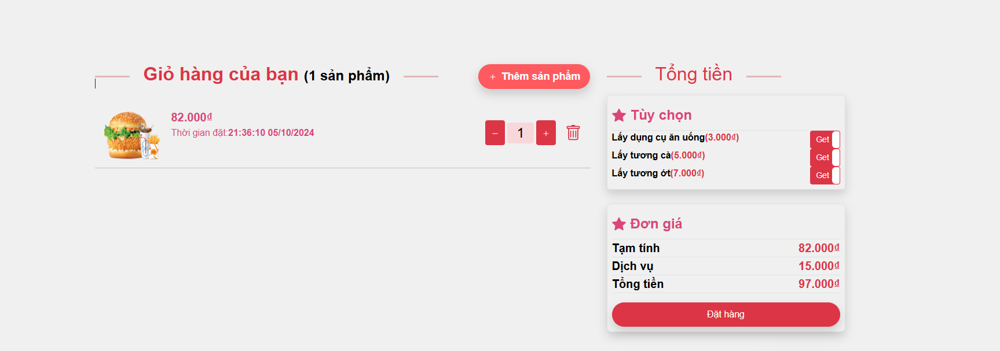 Giỏ hàng của bạn (1 sản phẩm)
+ Thêm sản phẩm
82.000₫
Thời gian đặt:21:36:10 05/10/2024
− 1 +
Tổng tiền
Tùy chọn
Lấy dụng cụ ăn uống(3.000₫) Get
Lấy tương cà(5.000₫) Get
Lấy tương ớt(7.000₫) Get
Đơn giá
Tạm tính 82.000₫
Dịch vụ 15.000₫
Tổng tiền 97.000₫
Đặt hàng